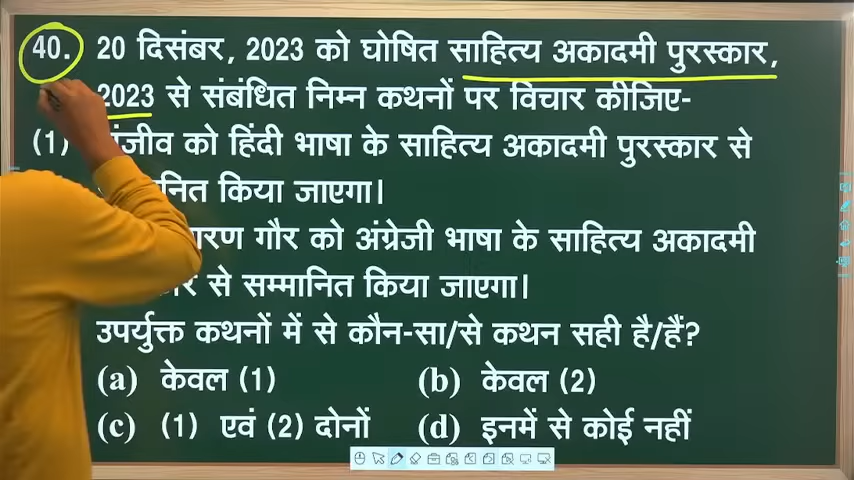 40. 20 दिसंबर, 2023 को घोषित साहित्य अकादमी पुरस्कार,
2023 से संबंधित निम्न कथनों पर विचार कीजिए-
(1) को हिंदी भाषा के साहित्य अकादमी पुरस्कार से
किया जाएगा।
गौर को अंग्रेजी भाषा के साहित्य अकादमी
से सम्मानित किया जाएगा।
उपर्युक्त कथनों में से कौन-सा/से कथन सही है/हैं?
(a) केवल (1) (b) केवल (2)
(c) (1) एवं (2) दोनों (d) इनमें से कोई नहीं